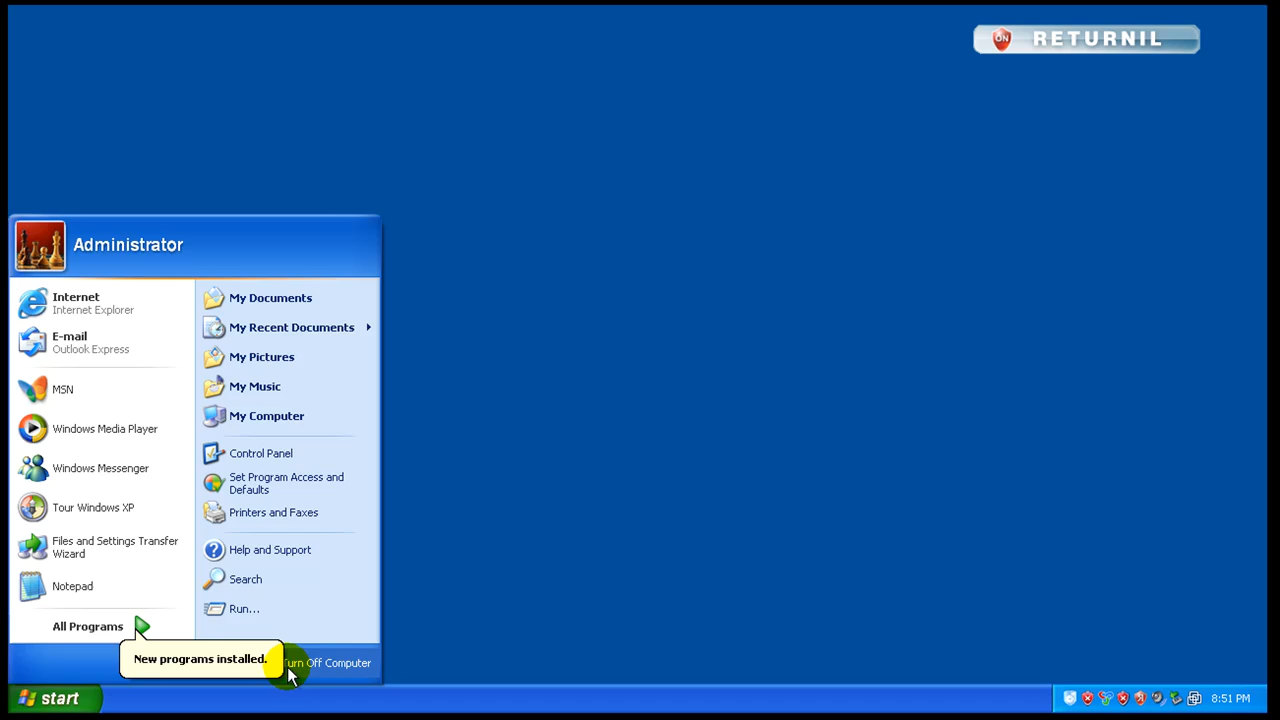 ON RETURNIL
Administrator
Internet
Internet Explorer
E-mail
Outlook Express
MSN
Windows Media Player
Windows Messenger
Tour Windows XP
Files and Settings Transfer
Wizard
Notepad
All Programs
My Documents
My Recent Documents
My Pictures
My Music
My Computer
Control Panel
Set Program Access and
Defaults
Printers and Faxes
Help and Support
Search
Run...
New programs installed.
Turn Off Computer
start
8:51 PM